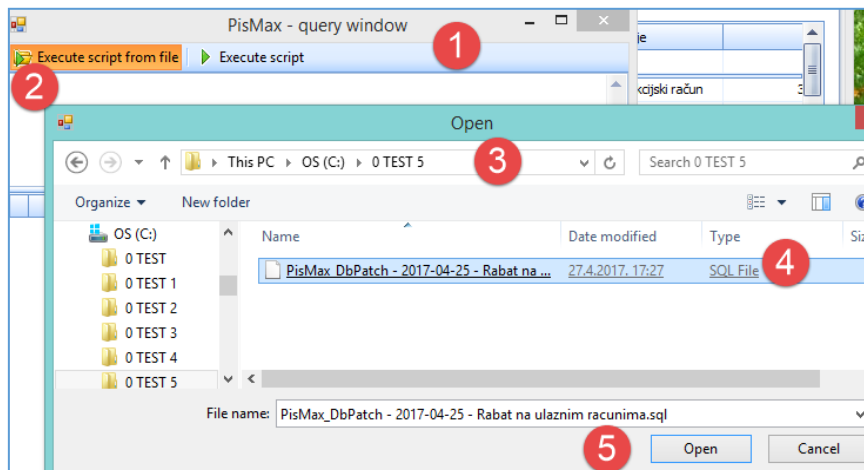 PisMax - query window
1
Execute script from file
Execute script
je
2
kcijski račun
3
Open
This PC
OS (C:)
0 TEST 5
3
Search 0 TEST 5
Organize
New folder
OS (C:)
Name
Date modified
Type
Siz
0 TEST
PisMax_DbPatch - 2017-04-25 - Rabat na ...
27.4.2017. 17:27
SQL File
4
0 TEST 1
0 TEST 2
0 TEST 3
0 TEST 4
0 TEST 5
File name:
PisMax_DbPatch - 2017-04-25 - Rabat na ulaznim racunima.sql
5
Open
Cancel